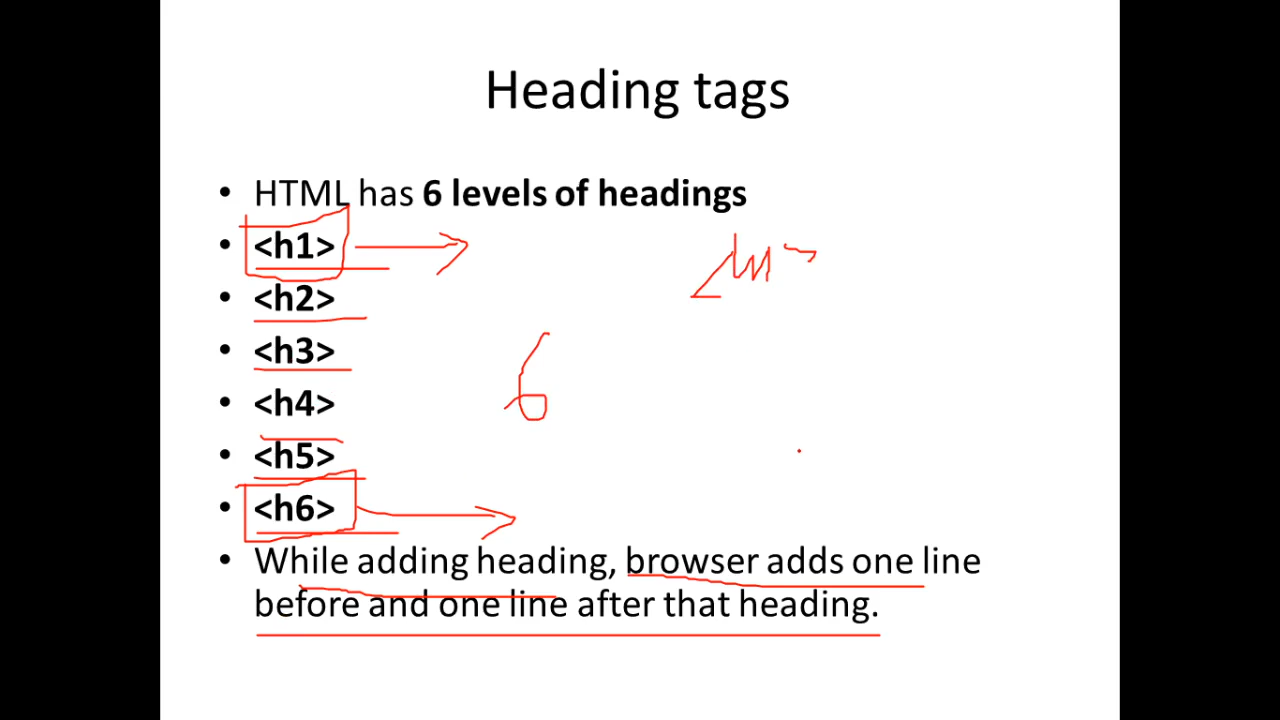 Heading tags
• HTML has 6 levels of headings
• <h1>
• <h2>
• <h3>
6
• <h4>
• <h5>
• <h6>
• While adding heading, browser adds one line
before and one line after that heading.